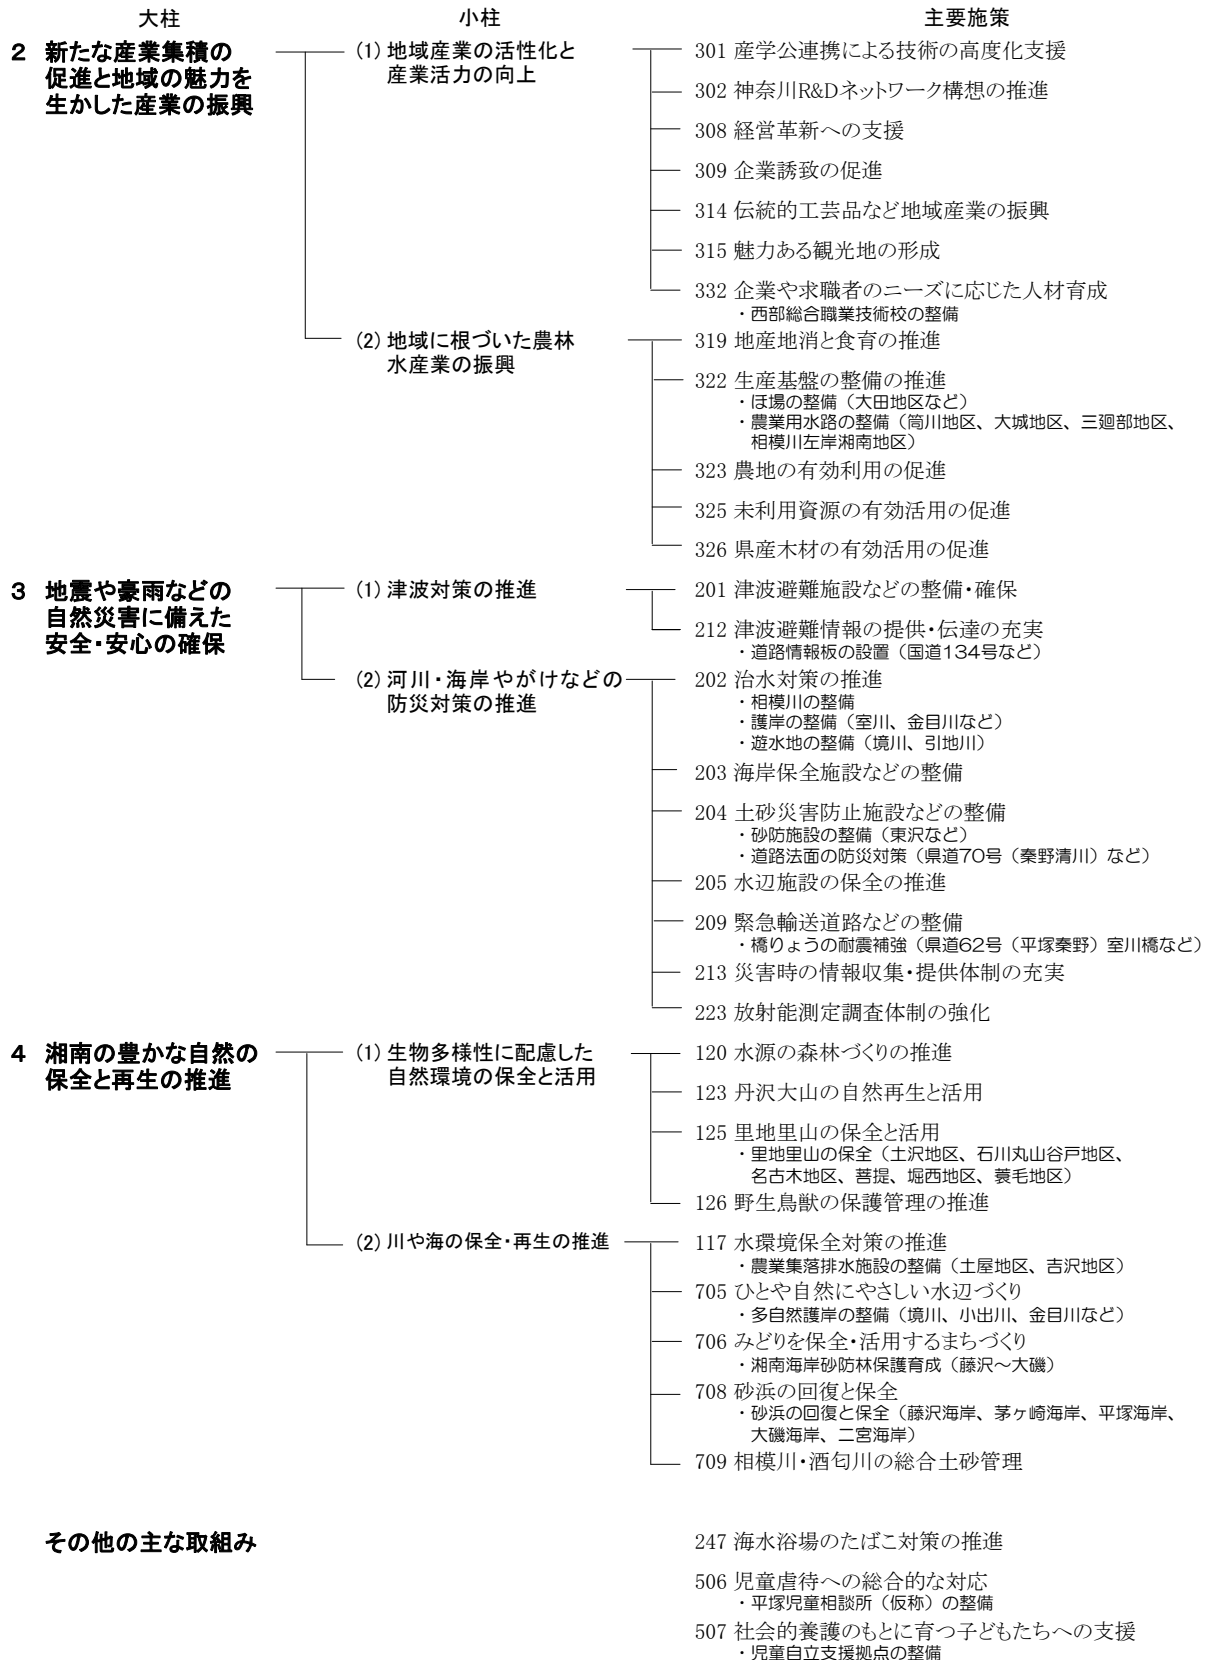 大柱 小柱 主要施策
2 新たな産業集積の
促進と地域の魅力を
生かした産業の振興
(1) 地域産業の活性化と
産業活力の向上
301 産学公連携による技術の高度化支援
302 神奈川R&Dネットワーク構想の推進
308 経営革新への支援
309 企業誘致の促進
314 伝統的工芸品など地域産業の振興
315 魅力ある観光地の形成
332 企業や求職者のニーズに応じた人材育成
・西部総合職業技術校の整備
(2) 地域に根づいた農林
水産業の振興
319 地産地消と食育の推進
322 生産基盤の整備の推進
・ほ場の整備（大田地区など）
・農業用水路の整備（筒川地区、大城地区、三廻部地区、
相模川左岸湘南地区）
323 農地の有効利用の促進
325 未利用資源の有効活用の促進
326 県産木材の有効活用の促進
3 地震や豪雨などの
自然災害に備えた
安全・安心の確保
(1) 津波対策の推進
201 津波避難施設などの整備・確保
212 津波避難情報の提供・伝達の充実
・道路情報板の設置（国道134号など）
(2) 河川・海岸やがけなどの
防災対策の推進
202 治水対策の推進
・相模川の整備
・護岸の整備（室川、金目川など）
・遊水地の整備（境川、引地川）
203 海岸保全施設などの整備
204 土砂災害防止施設などの整備
・砂防施設の整備（東沢など）
・道路法面の防災対策（県道70号（秦野清川）など）
205 水辺施設の保全の推進
209 緊急輸送道路などの整備
・橋りょうの耐震補強（県道62号（平塚秦野）室川橋など）
213 災害時の情報収集・提供体制の充実
223 放射能測定調査体制の強化
4 湘南の豊かな自然の
保全と再生の推進
(1) 生物多様性に配慮した
自然環境の保全と活用
120 水源の森林づくりの推進
123 丹沢大山の自然再生と活用
125 里地里山の保全と活用
・里地里山の保全（土沢地区、石川丸山谷戸地区、
名古木地区、菩提、堀西地区、蓑毛地区）
126 野生鳥獣の保護管理の推進
(2) 川や海の保全・再生の推進
117 水環境保全対策の推進
・農業集落排水施設の整備（土屋地区、吉沢地区）
705 ひとや自然にやさしい水辺づくり
・多自然護岸の整備（境川、小出川、金目川など）
706 みどりを保全・活用するまちづくり
・湘南海岸砂防林保護育成（藤沢～大磯）
708 砂浜の回復と保全
・砂浜の回復と保全（藤沢海岸、茅ヶ崎海岸、平塚海岸、
大磯海岸、二宮海岸）
709 相模川・酒匂川の総合土砂管理
その他の主な取組み
247 海水浴場のたばこ対策の推進
506 児童虐待への総合的な対応
・平塚児童相談所（仮称）の整備
507 社会的養護のもとに育つ子どもたちへの支援
・児童自立支援拠点の整備